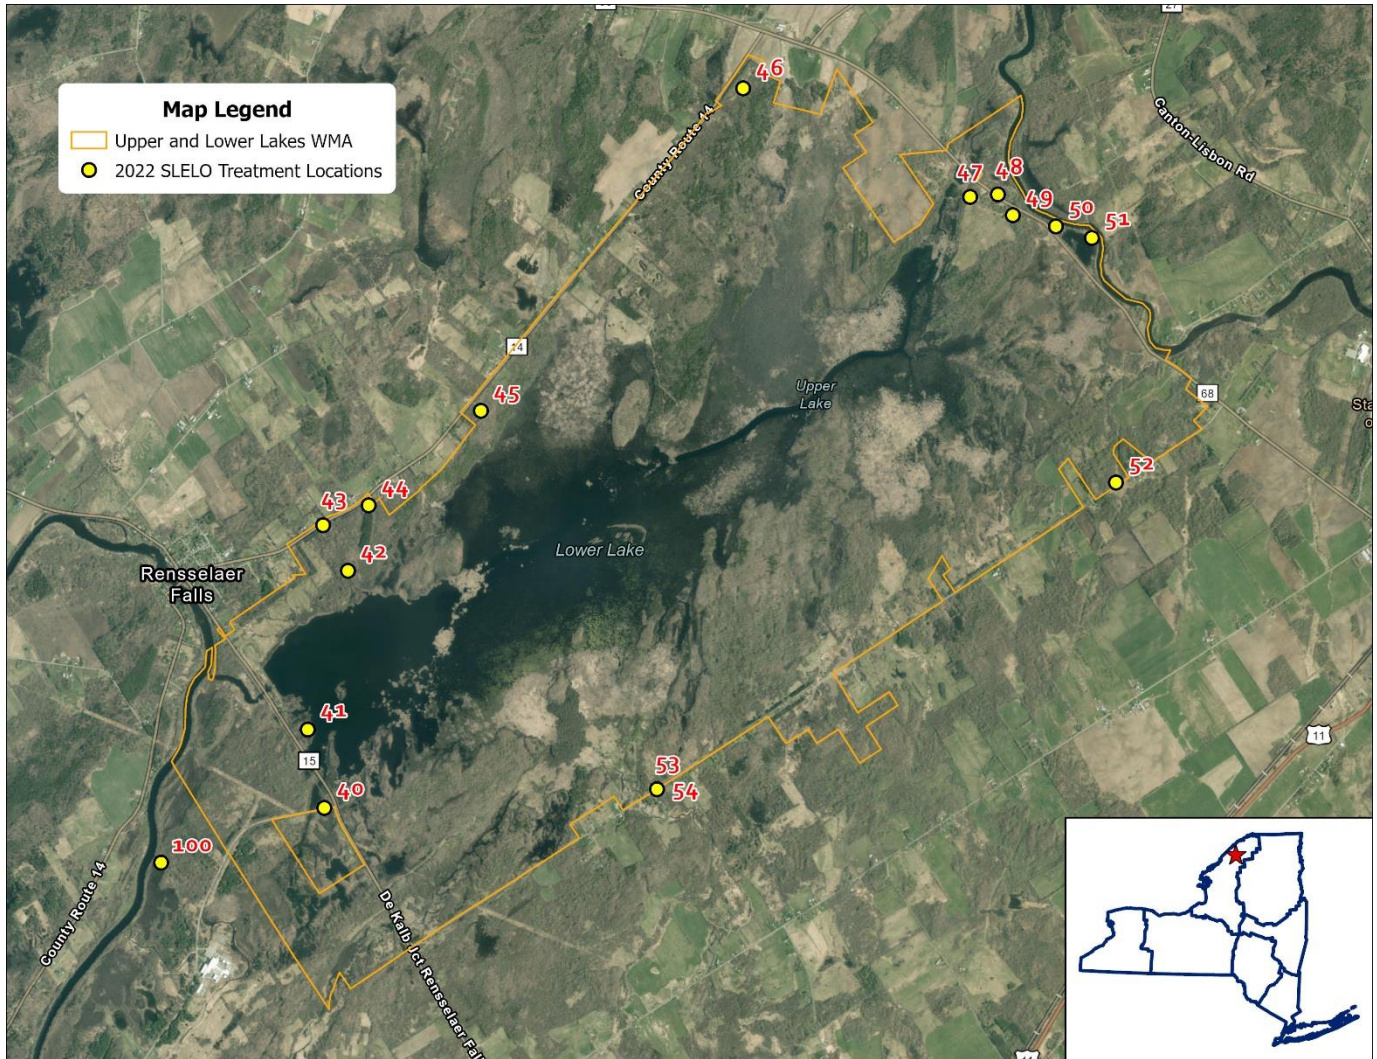 27
46
Map Legend
Upper and Lower Lakes WMA
2022 SLELO Treatment Locations
County Route 14
Canton-Lisbon Rd
47
48
49
50
51
14
Upper
Lake
68
45
52
43
44
42
Lower Lake
Rensselaer
Falls
41
15
11
53
54
40
100
County Route 14
De Kalb Jct Rensselaer Fal
11